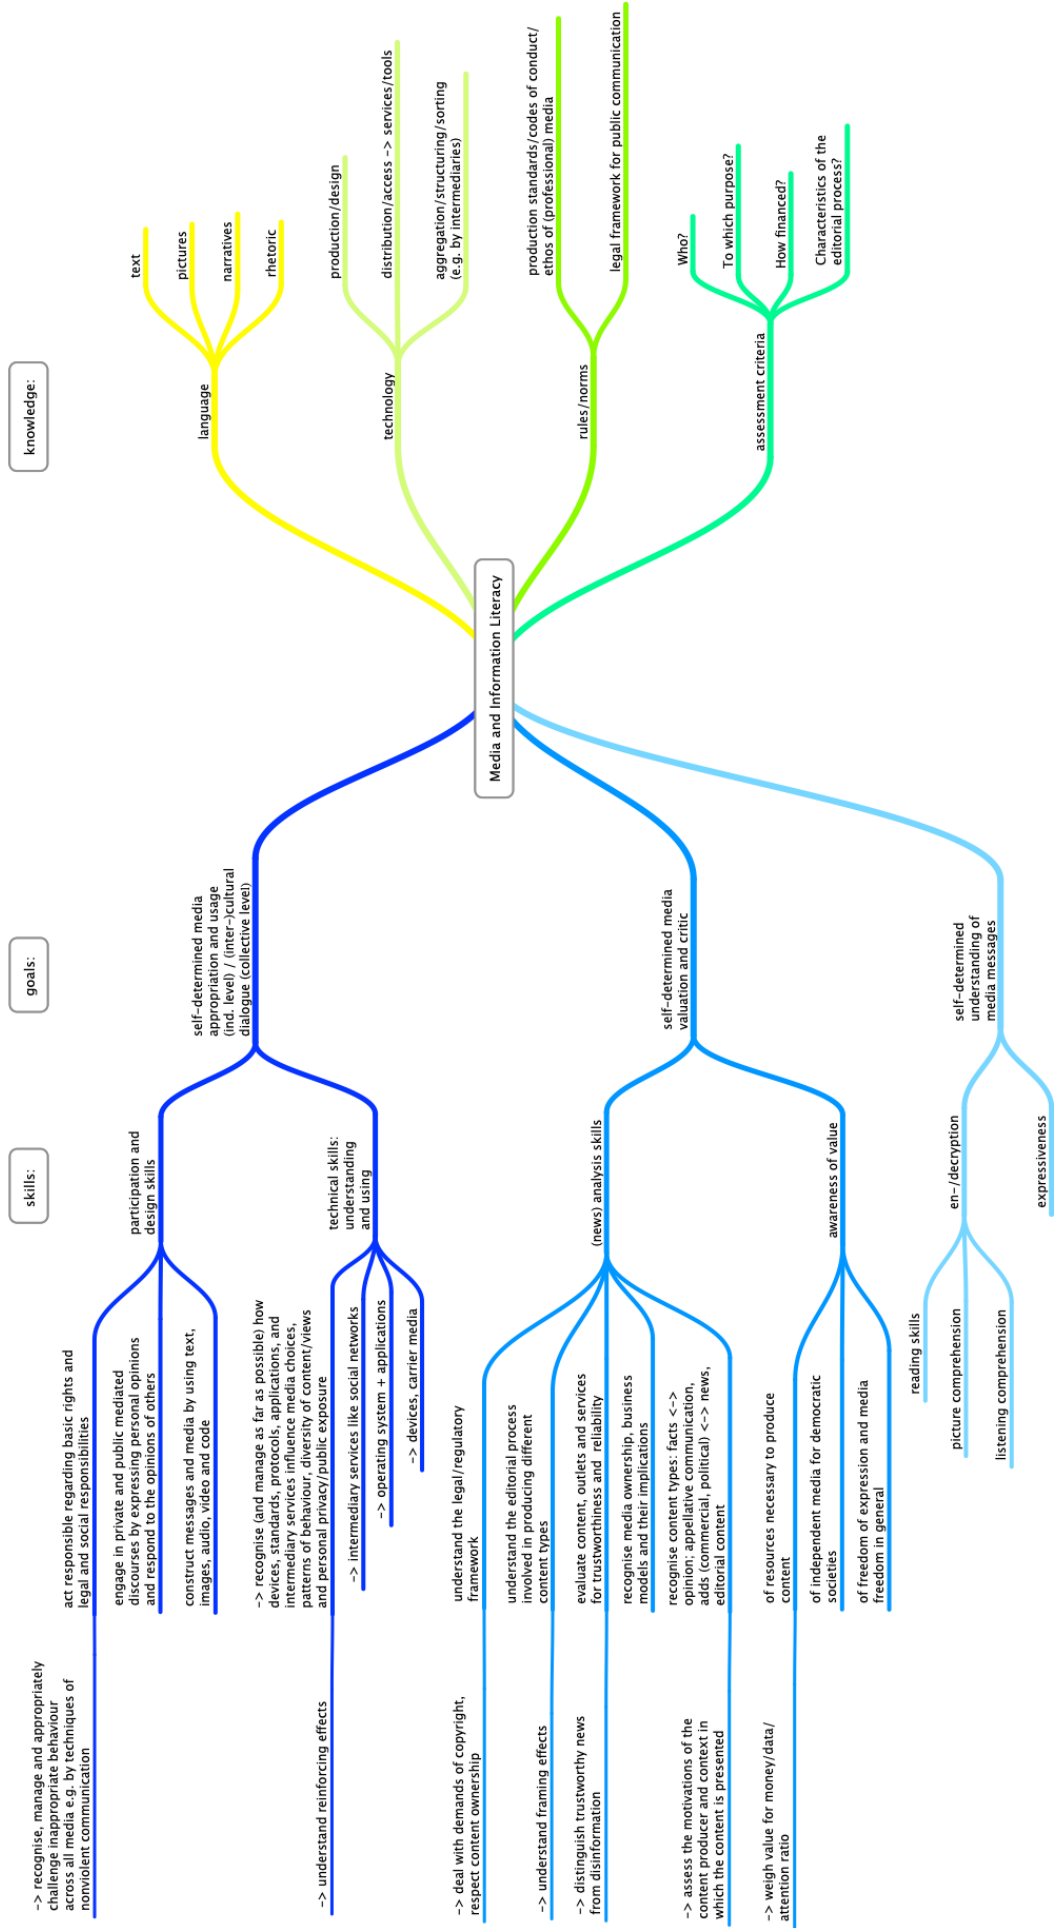 skills:
goals:
knowledge:
Media and Information Literacy
-> recognise, manage and appropriately
challenge inappropriate behaviour
across all media e.g. by techniques of
nonviolent communication
act responsible regarding basic rights and
legal and social responsibilities
engage in private and public mediated
discourses by expressing personal opinions
and respond to the opinions of others
construct messages and media by using text,
images, audio, video and code
participation and
design skills
-> understand reinforcing effects
-> recognise (and manage as far as possible) how
devices, standards, protocols, applications, and
intermediary services influence media choices,
patterns of behaviour, diversity of content/views
and personal privacy/public exposure
-> intermediary services like social networks
-> operating system + applications
-> devices, carrier media
technical skills:
understanding
and using
self-determined media
appropriation and usage
(ind. level) / (inter-)cultural
dialogue (collective level)
-> deal with demands of copyright,
respect content ownership
understand the legal/regulatory
framework
-> understand framing effects
understand the editorial process
involved in producing different
content types
-> distinguish trustworthy news
from disinformation
evaluate content, outlets and services
for trustworthiness and reliability
recognise media ownership, business
models and their implications
-> assess the motivations of the
content producer and context in
which the content is presented
recognise content types: facts <->
opinion; appellative communication,
adds (commercial, political) <-> news,
editorial content
(news) analysis skills
-> weigh value for money/data/
attention ratio
of resources necessary to produce
content
of independent media for democratic
societies
of freedom of expression and media
freedom in general
awareness of value
self-determined media
valuation and critic
reading skills
picture comprehension
listening comprehension
en-/decryption
expressiveness
self-determined
understanding of
media messages
language
text
pictures
narratives
rhetoric
technology
production/design
distribution/access -> services/tools
aggregation/structuring/sorting
(e.g. by intermediaries)
rules/norms
production standards/codes of conduct/
ethos of (professional) media
legal framework for public communication
assessment criteria
Who?
To which purpose?
How financed?
Characteristics of the
editorial process?